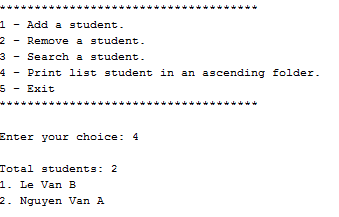 *************************************
1 - Add a student.
2 - Remove a student.
3 - Search a student.
4 - Print list student in an ascending folder.
5 - Exit
*************************************
Enter your choice: 4
Total students: 2
1. Le Van B
2. Nguyen Van A